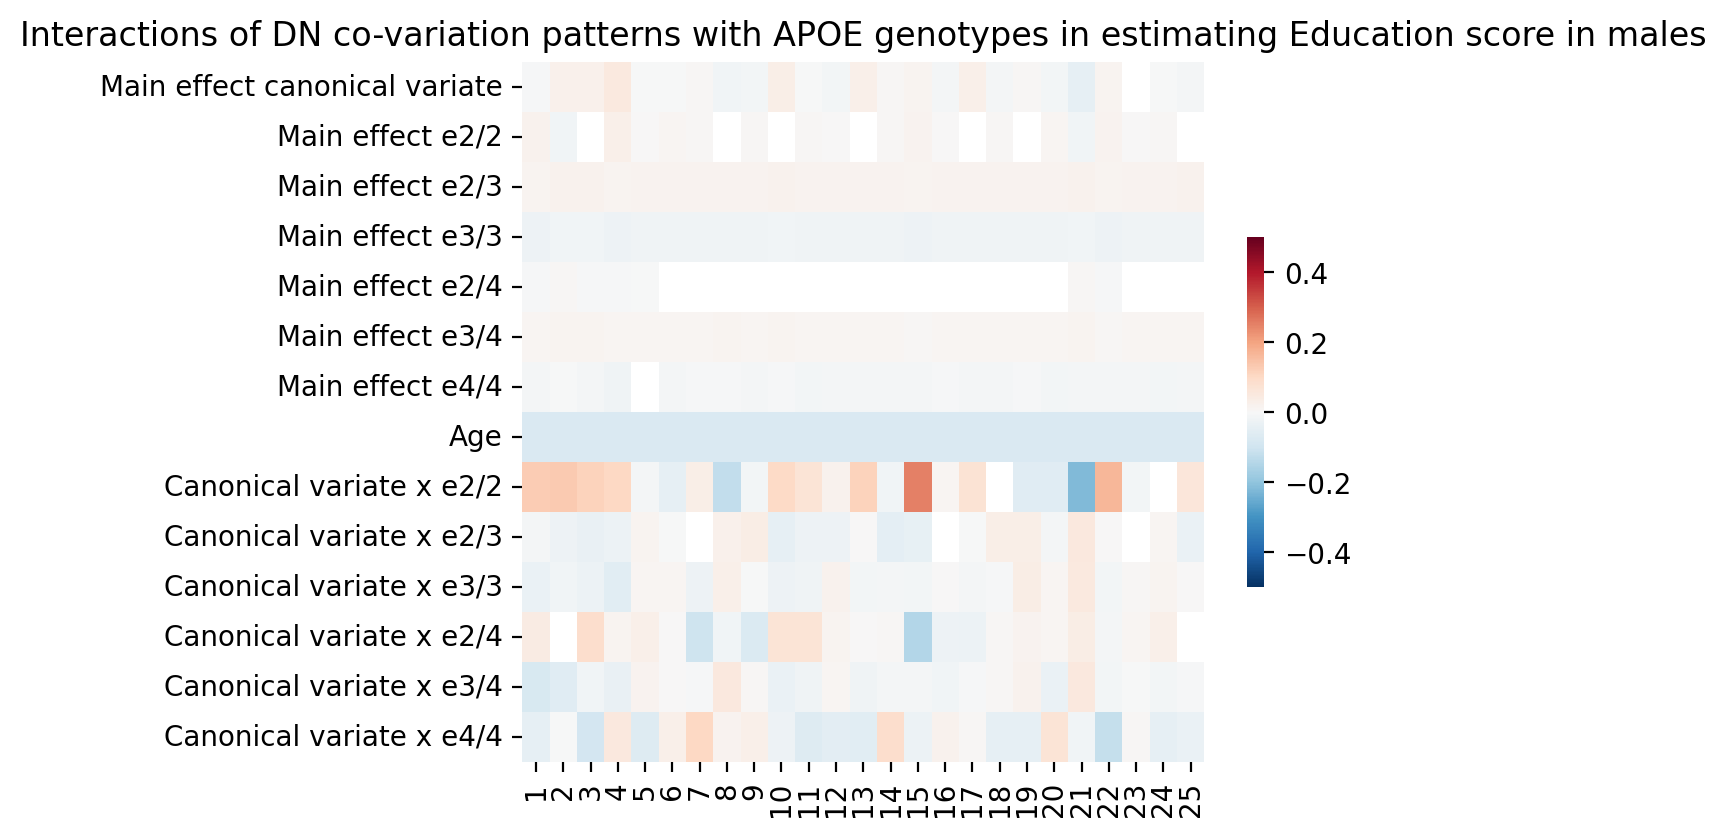 Interactions of DN co-variation patterns with APOE genotypes in estimating Education score in males
Main effect canonical variate
Main effect e2/2
Main effect e2/3
Main effect e3/3
Main effect e2/4
Main effect e3/4
Main effect e4/4
Age
Canonical variate x e2/2
Canonical variate x e2/3
Canonical variate x e3/3
Canonical variate x e2/4
Canonical variate x e3/4
Canonical variate x e4/4
0.4
0.2
0.0
−0.2
−0.4
1
2
3
4
5
6
7
8
9
10
11
12
13
14
15
16
17
18
19
20
21
22
23
24
25